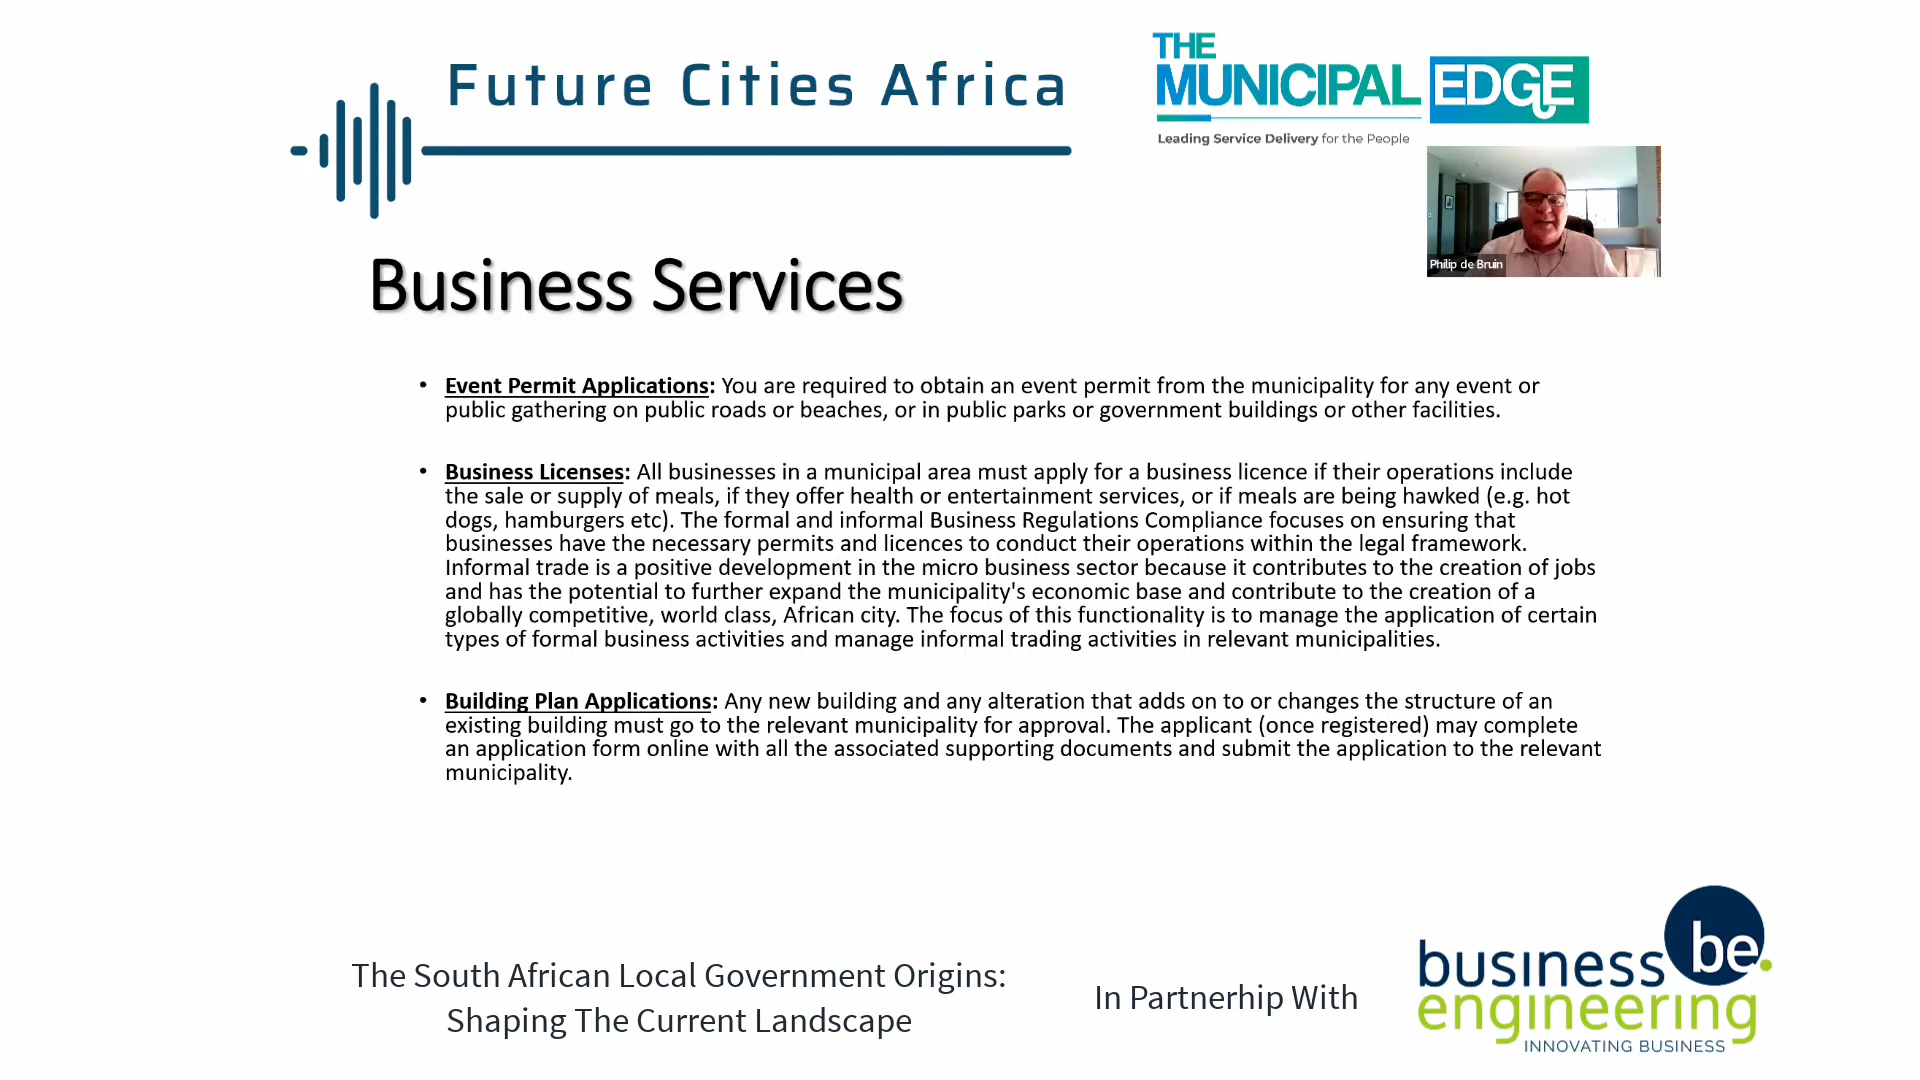 Future Cities Africa
THE
MUNICIPAL EDGE
Leading Service Delivery for the People
Philip de Bruin
Business Services
• Event Permit Applications: You are required to obtain an event permit from the municipality for any event or
public gathering on public roads or beaches, or in public parks or government buildings or other facilities.
• Business Licenses: All businesses in a municipal area must apply for a business licence if their operations include
the sale or supply of meals, if they offer health or entertainment services, or if meals are being hawked (e.g. hot
dogs, hamburgers etc). The formal and informal Business Regulations Compliance focuses on ensuring that
businesses have the necessary permits and licences to conduct their operations within the legal framework.
Informal trade is a positive development in the micro business sector because it contributes to the creation of jobs
and has the potential to further expand the municipality's economic base and contribute to the creation of a
globally competitive, world class, African city. The focus of this functionality is to manage the application of certain
types of formal business activities and manage informal trading activities in relevant municipalities.
• Building Plan Applications: Any new building and any alteration that adds on to or changes the structure of an
existing building must go to the relevant municipality for approval. The applicant (once registered) may complete
an application form online with all the associated supporting documents and submit the application to the relevant
municipality.
The South African Local Government Origins:
Shaping The Current Landscape
In Partnerhip With
be.
business
engineering
INNOVATING BUSINESS